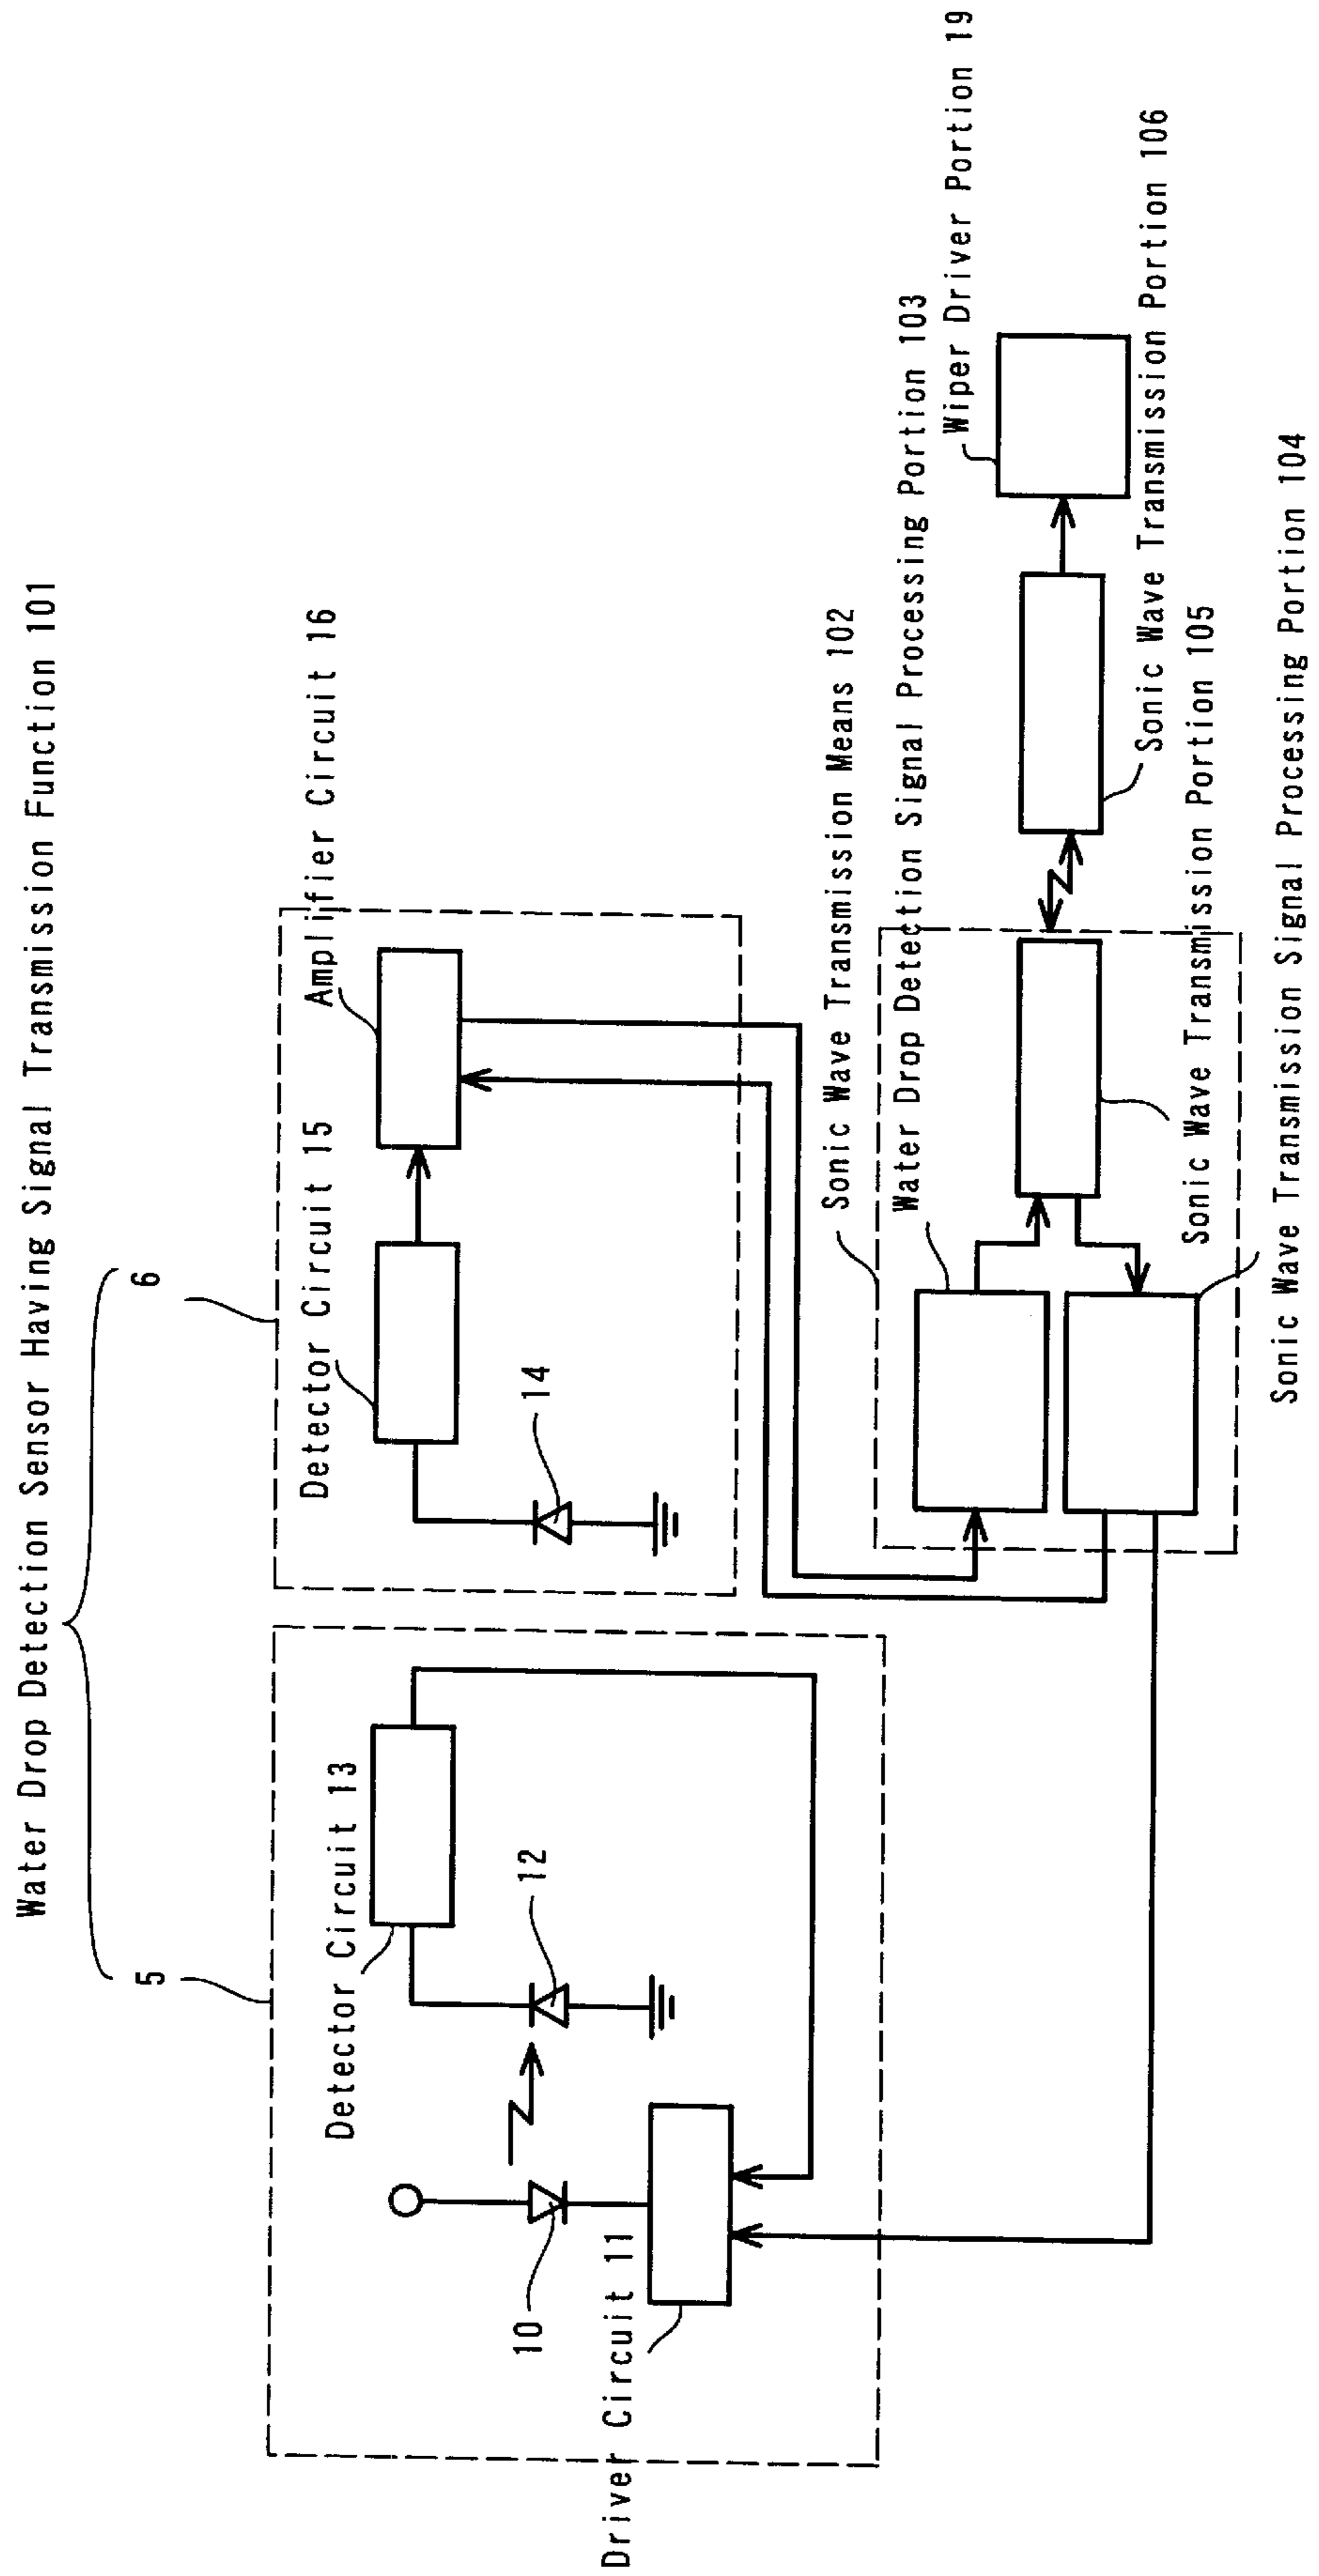 Water Drop Detection Sensor Having Signal Transmission Function 101
5
6
Detector Circuit 13
12
10
Driver Circuit 11
Amplifier Circuit 16
Detector Circuit 15
14
Sonic Wave Transmission Means 102
Water Drop Detection Signal Processing Portion 103
Wiper Driver Portion 19
Sonic Wave Transmission Portion 106
Sonic Wave Transmission Portion 105
Sonic Wave Transmission Signal Processing Portion 104